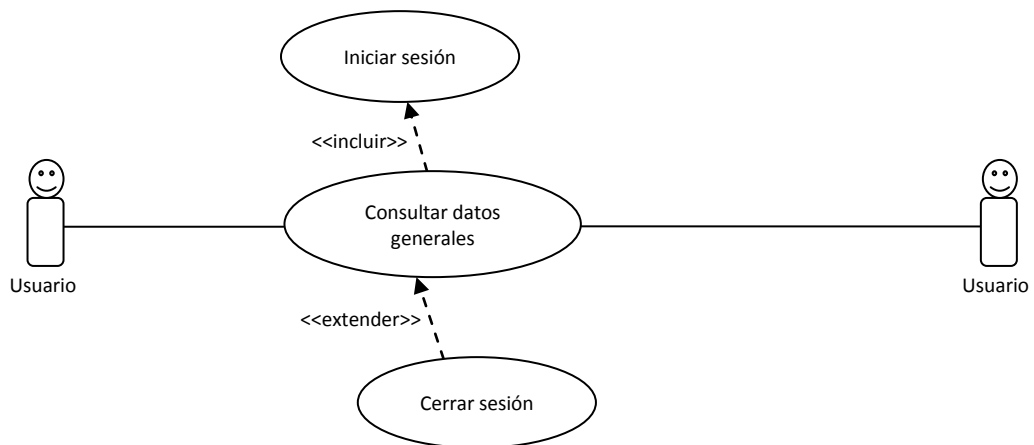 Iniciar sesión
<<incluir>>
Consultar datos
generales
Usuario
Usuario
<<extender>>
Cerrar sesión